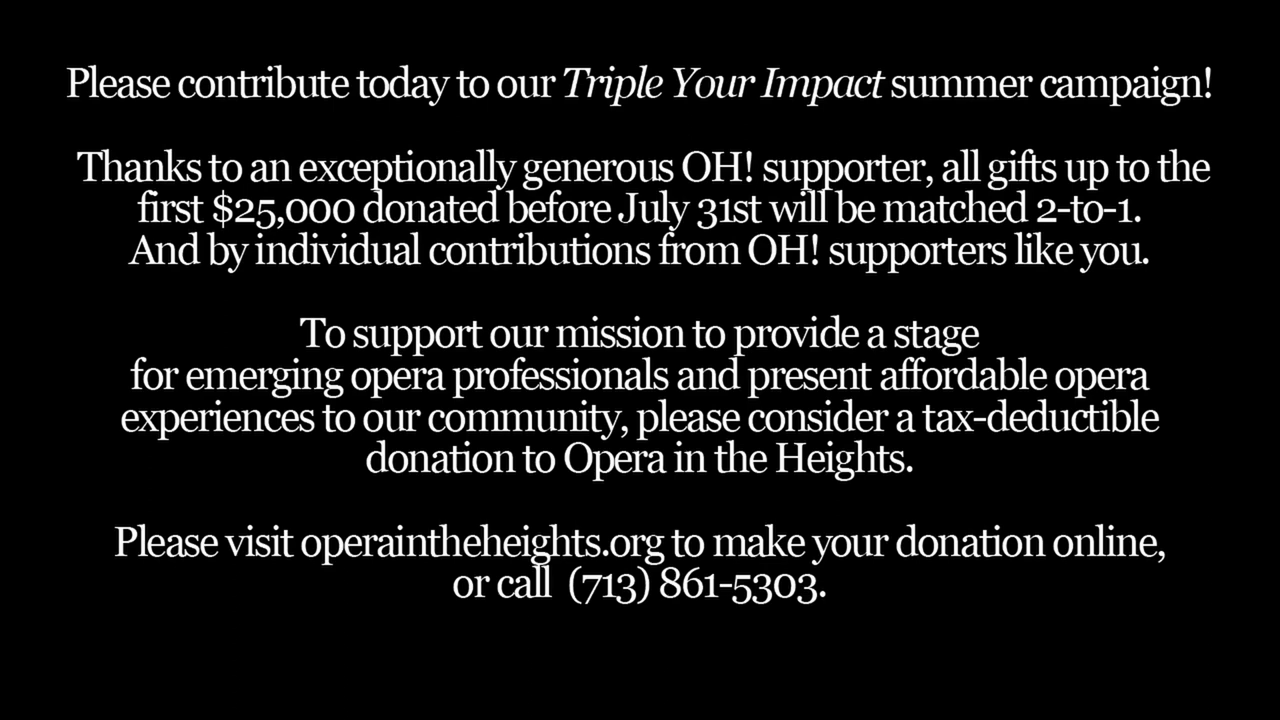 Please contribute today to our Triple Your Impact summer campaign!
Thanks to an exceptionally generous OH! supporter, all gifts up to the
first $25,000 donated before July 31st will be matched 2-to-1.
And by individual contributions from OH! supporters like you.
To support our mission to provide a stage
for emerging opera professionals and present affordable opera
experiences to our community, please consider a tax-deductible
donation to Opera in the Heights.
Please visit operaintheheights.org to make your donation online,
or call  (713) 861-5303.